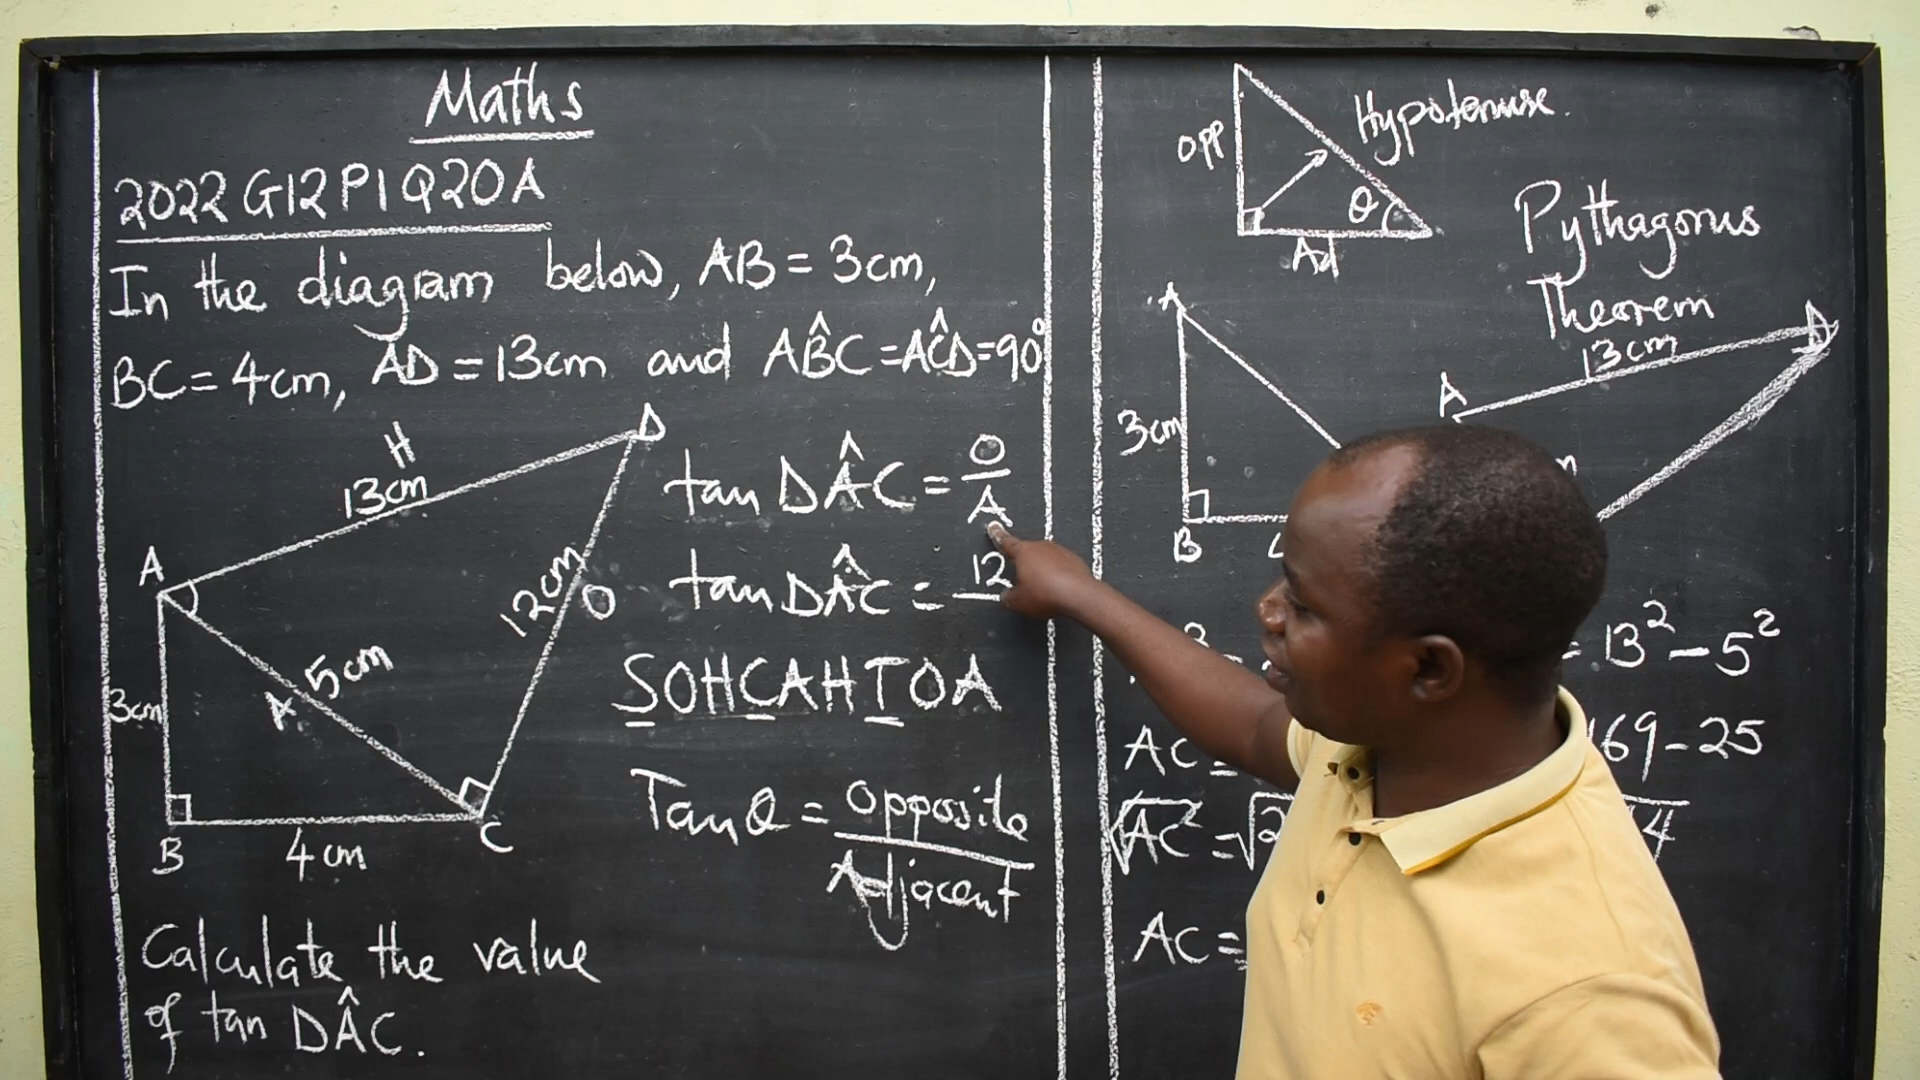 Maths
2022 G12 P1 Q20A
In the diagram below, AB = 3cm,
BC = 4cm, AD = 13cm and AB̂C = AĈD = 90°
H
13cm
D
A
12cm
O
5cm
A
3cm
B
4cm
C
tan DÂC = O/A
tan DÂC = 12
SOHCAHTOA
Tan θ = opposite/Adjacent
Calculate the value
of tan DÂC.
opp
Hypotenuse.
θ
Ad
Pythagorus
Theorem
A
3cm
B
13cm
D
A
= 13² - 5²
AC =
169 - 25
√AC² = √2
4
AC =